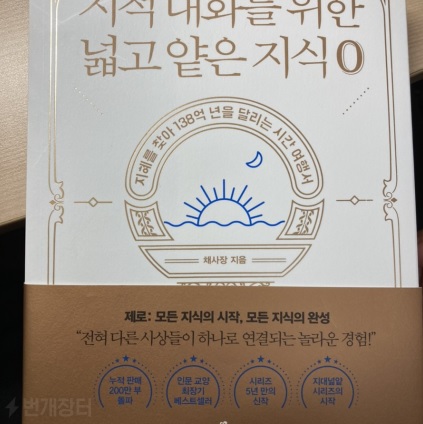 지적 대화를 위한
넓고 얕은 지식 0
지혜를 찾아 138억 년을 달리는 시간 여행서
채사장 지음
제로: 모든 지식의 시작, 모든 지식의 완성
“전혀 다른 사상들이 하나로 연결되는 놀라운 경험!”
누적 판매
200만 부
돌파
인문 교양
최장기
베스트셀러
시리즈
5년 만의
신작
지대넓얕
시리즈의
시작
번개장터